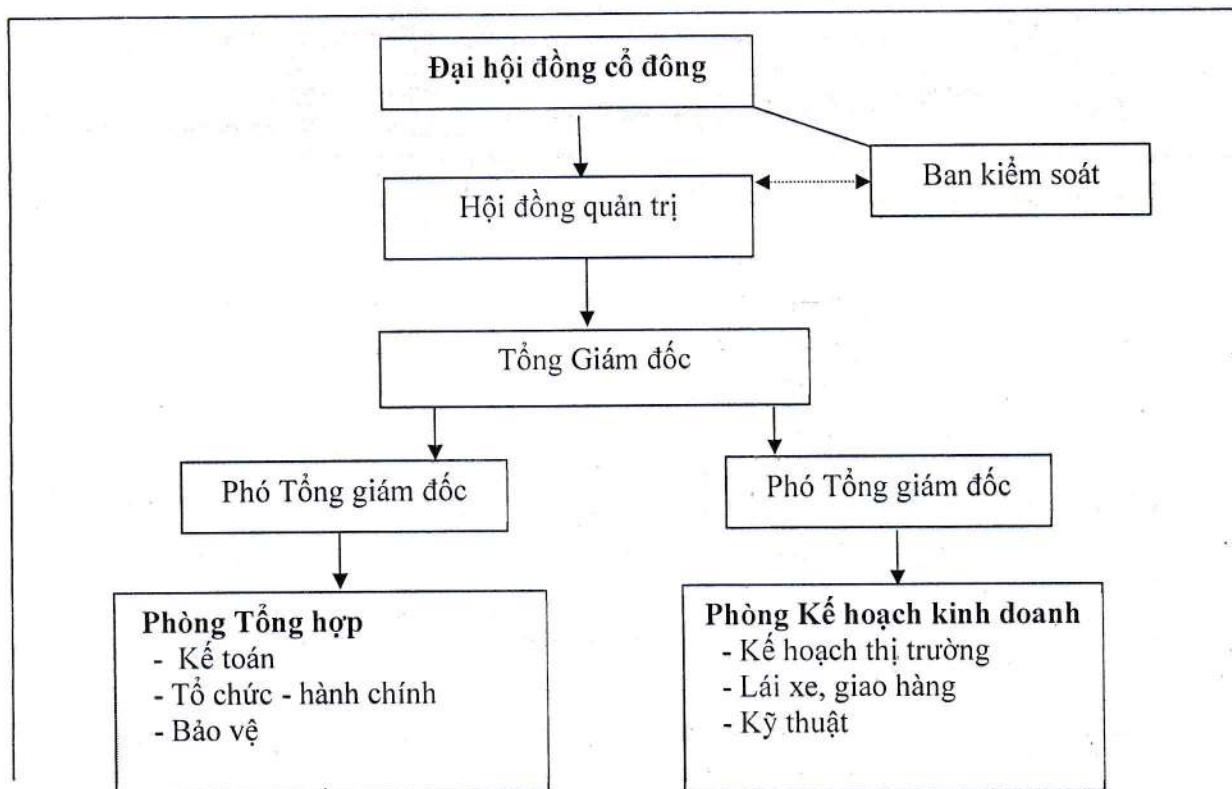 Đại hội đồng cổ đông
Ban kiểm soát
Hội đồng quản trị
Tổng Giám đốc
Phó Tổng giám đốc
Phó Tổng giám đốc
Phòng Tổng hợp
- Kế toán
- Tổ chức - hành chính
- Bảo vệ
Phòng Kế hoạch kinh doanh
- Kế hoạch thị trường
- Lái xe, giao hàng
- Kỹ thuật